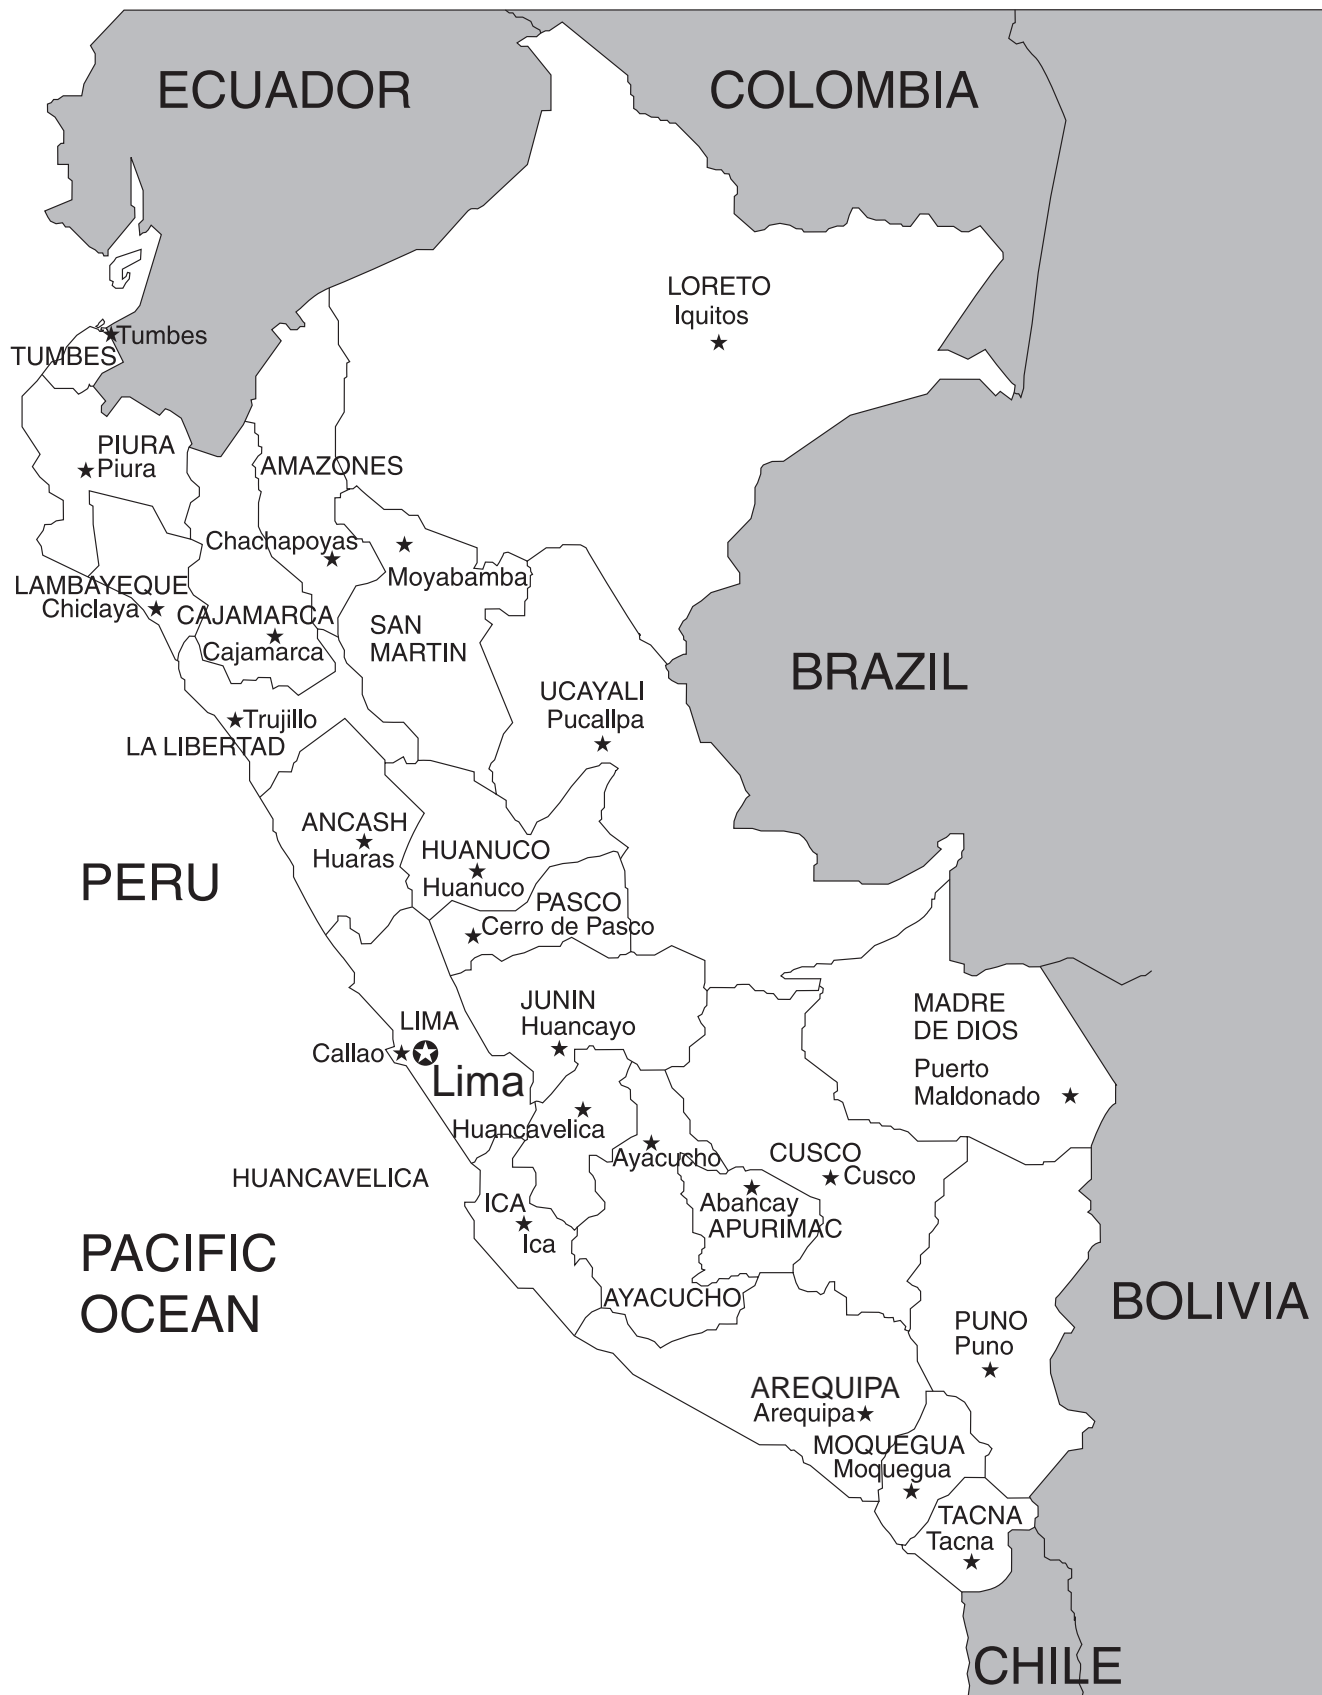 ECUADOR
COLOMBIA
LORETO
Iquitos
Tumbes
TUMBES
PIURA
Piura
AMAZONES
Chachapoyas
Moyabamba
LAMBAYEQUE
Chiclaya
CAJAMARCA
Cajamarca
SAN
MARTIN
BRAZIL
UCAYALI
Pucallpa
Trujillo
LA LIBERTAD
ANCASH
Huaras
HUANUCO
Huanuco
PERU
PASCO
Cerro de Pasco
JUNIN
Huancayo
MADRE
DE DIOS
Puerto
Maldonado
LIMA
Callao
Lima
Huancavelica
Ayacucho
CUSCO
Cusco
HUANCAVELICA
ICA
Ica
Abancay
APURIMAC
PACIFIC
OCEAN
AYACUCHO
BOLIVIA
PUNO
Puno
AREQUIPA
Arequipa
MOQUEGUA
Moquegua
TACNA
Tacna
CHILE